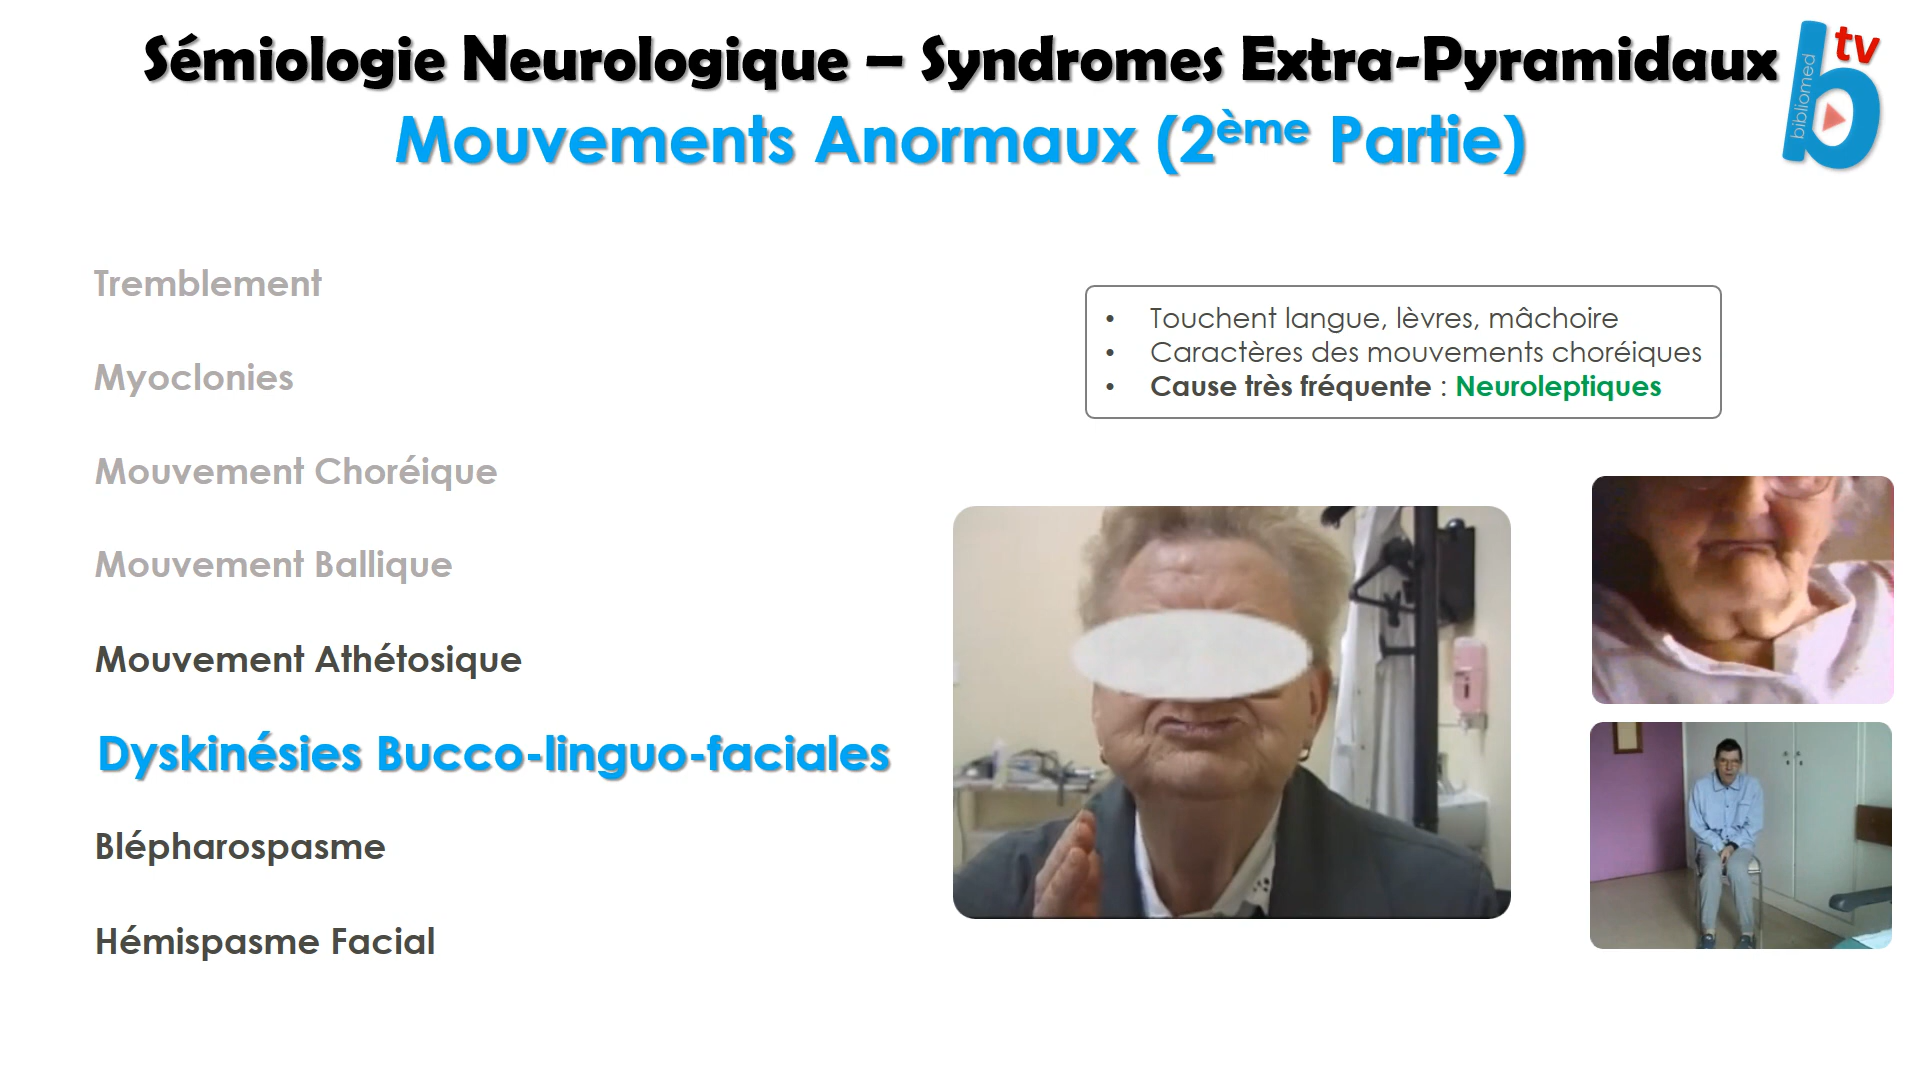 Sémiologie Neurologique – Syndromes Extra-Pyramidaux
Mouvements Anormaux (2ème Partie)
tv
bibliomed
b
Tremblement
Myoclonies
Mouvement Choréique
Mouvement Ballique
Mouvement Athétosique
Dyskinésies Bucco-linguo-faciales
Blépharospasme
Hémispasme Facial
• Touchent langue, lèvres, mâchoire
• Caractères des mouvements choréiques
• Cause très fréquente : Neuroleptiques